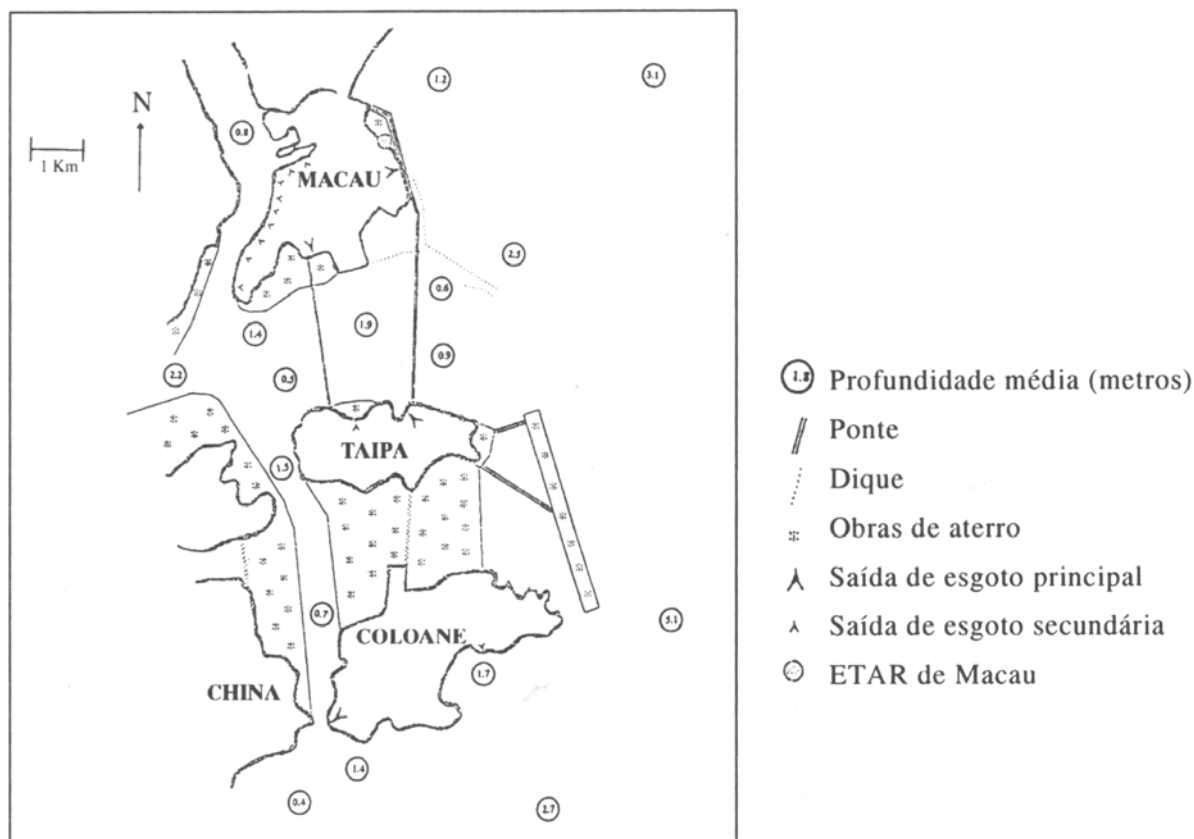 1.2
3.1
N
0.8
1 Km
MACAU
2.5
0.6
1.9
1.4
0.9
2.2
0.5
TAIPA
1.5
0.7
5.1
COLOANE
1.7
CHINA
1.4
0.4
2.7
1.8 Profundidade média (metros)
Ponte
Dique
Obras de aterro
Saída de esgoto principal
Saída de esgoto secundária
ETAR de Macau